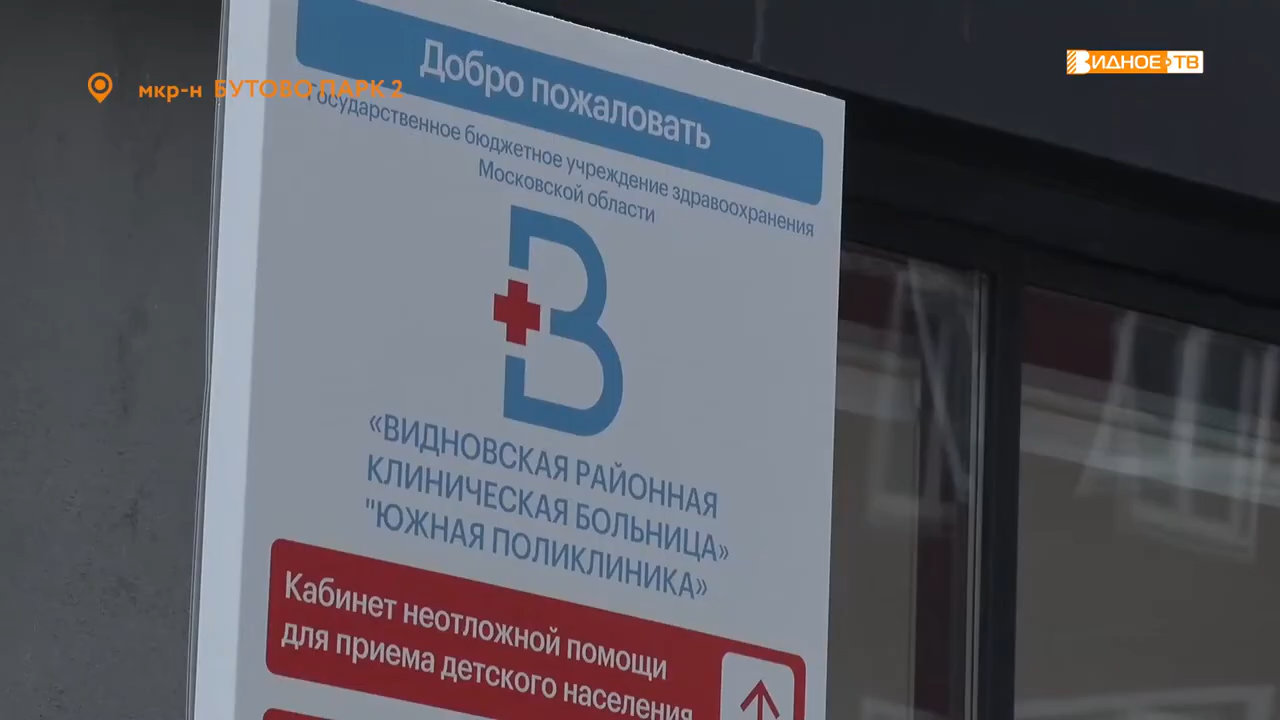 ВИДНОЕ ТВ
мкр-н БУТОВО ПАРК 2
Добро пожаловать
Государственное бюджетное учреждение здравоохранения
Московской области
В
«ВИДНОВСКАЯ РАЙОННАЯ
КЛИНИЧЕСКАЯ БОЛЬНИЦА»
"ЮЖНАЯ ПОЛИКЛИНИКА»
Кабинет неотложной помощи
для приема детского населения